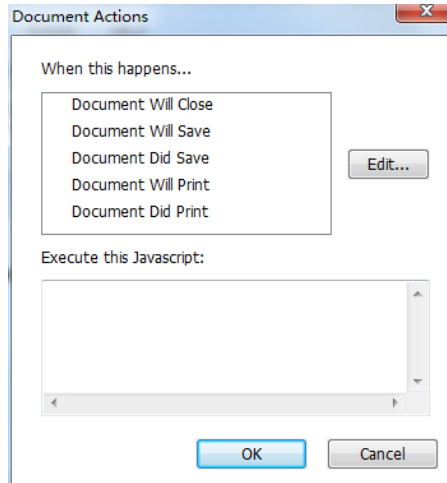 Document Actions
When this happens...
Document Will Close
Document Will Save
Document Did Save
Document Will Print
Document Did Print
Edit...
Execute this Javascript:
OK
Cancel